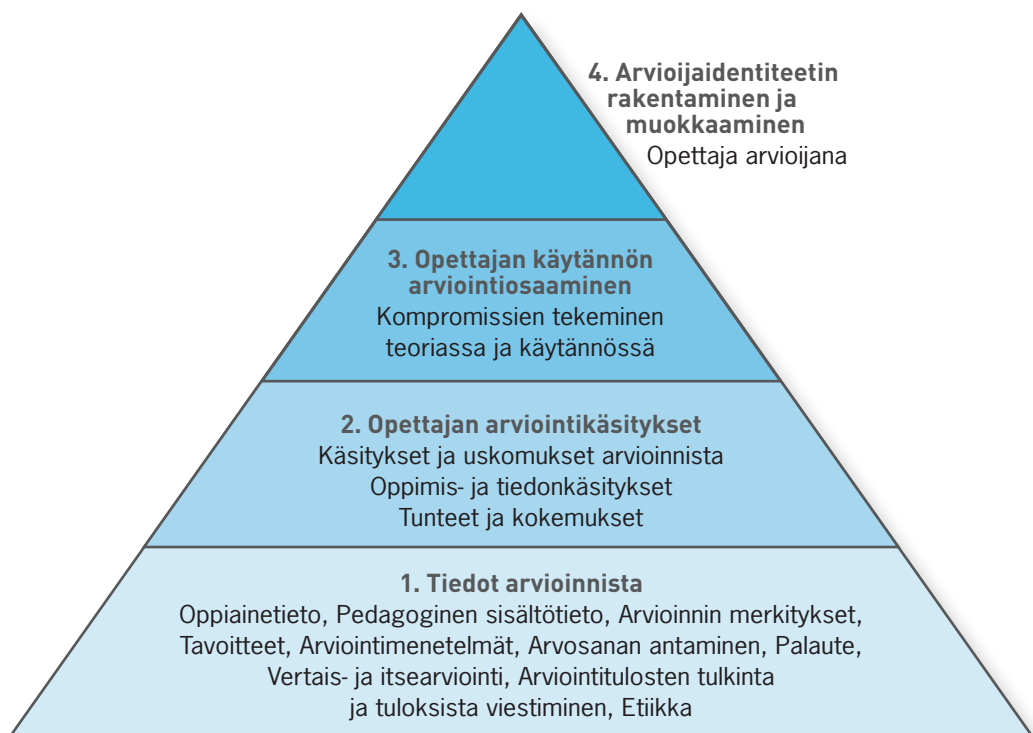 4. Arvioijaidentiteetin
rakentaminen ja
muokkaaminen
Opettaja arvioijana
3. Opettajan käytännön
arviointiosaaminen
Kompromissien tekeminen
teoriassa ja käytännössä
2. Opettajan arviointikäsitykset
Käsitykset ja uskomukset arvioinnista
Oppimis- ja tiedonkäsitykset
Tunteet ja kokemukset
1. Tiedot arvioinnista
Oppiainetieto, Pedagoginen sisältötieto, Arvioinnin merkitykset,
Tavoitteet, Arviointimenetelmät, Arvosanan antaminen, Palaute,
Vertais- ja itsearviointi, Arviointitulosten tulkinta
ja tuloksista viestiminen, Etiikka